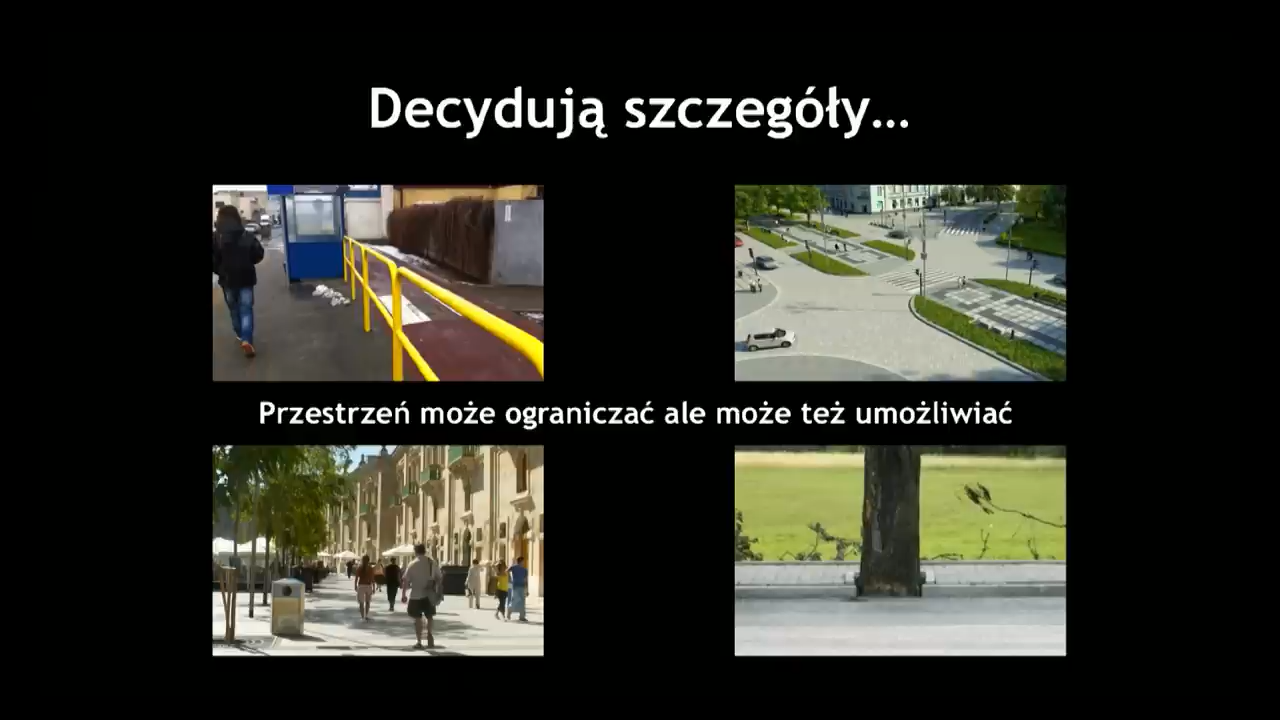 Decydują szczegóły...
Przestrzeń może ograniczać ale może też umożliwiać